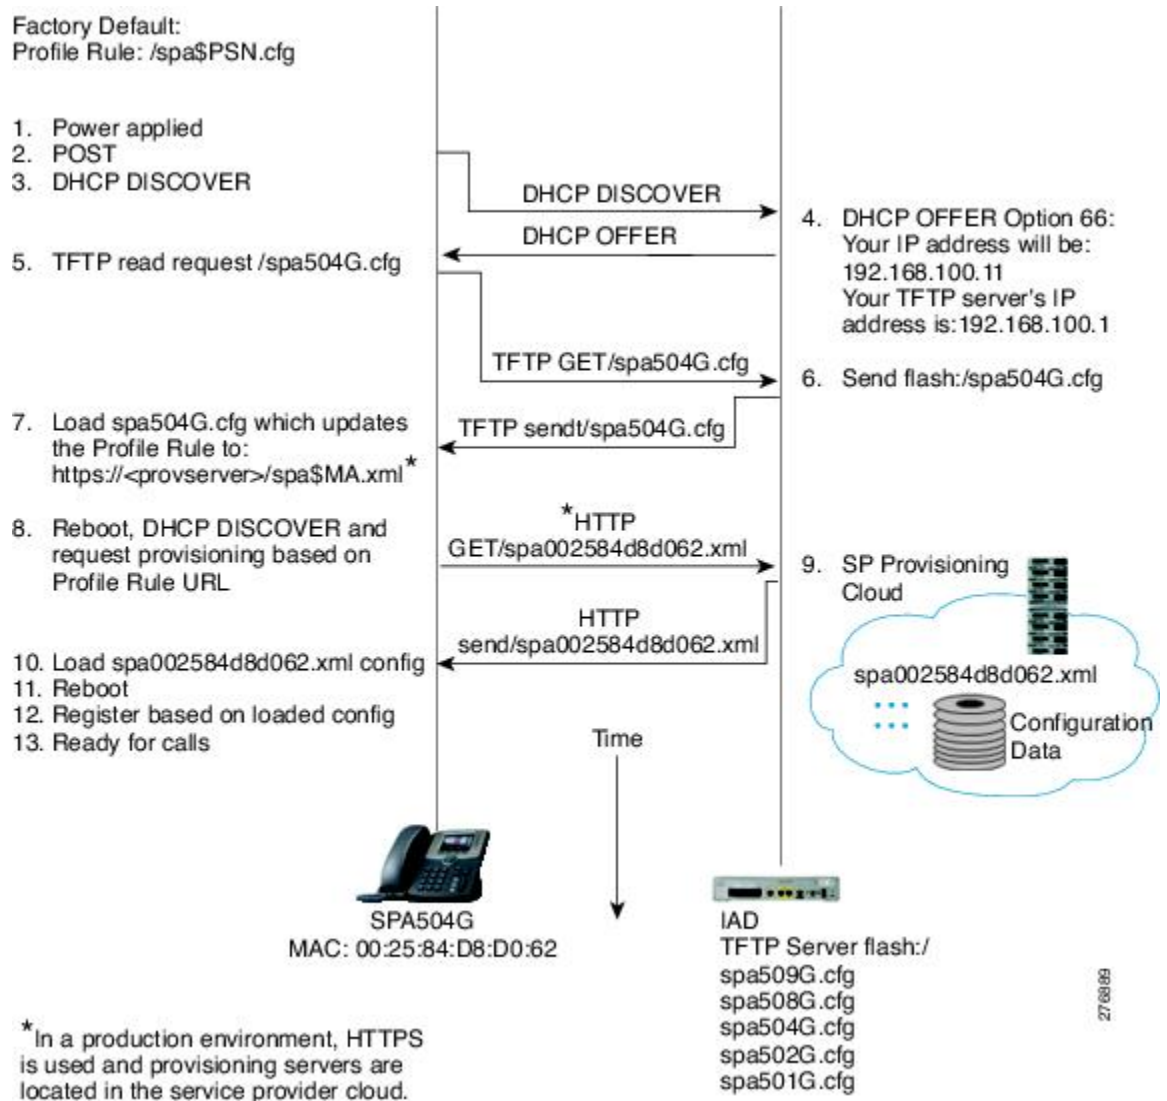 Factory Default:
Profile Rule: /spa$PSN.cfg
1. Power applied
2. POST
3. DHCP DISCOVER
DHCP DISCOVER
4. DHCP OFFER Option 66:
Your IP address will be:
192.168.100.11
Your TFTP server's IP
address is:192.168.100.1
DHCP OFFER
5. TFTP read request /spa504G.cfg
TFTP GET/spa504G.cfg
6. Send flash:/spa504G.cfg
7. Load spa504G.cfg which updates
the Profile Rule to:
https://<provserver>/spa$MA.xml*
TFTP sendt/spa504G.cfg
8. Reboot, DHCP DISCOVER and
request provisioning based on
Profile Rule URL
*HTTP
GET/spa002584d8d062.xml
9. SP Provisioning
Cloud
HTTP
send/spa002584d8d062.xml
spa002584d8d062.xml
Configuration
Data
10. Load spa002584d8d062.xml config
11. Reboot
12. Register based on loaded config
13. Ready for calls
Time
SPA504G
MAC: 00:25:84:D8:D0:62
IAD
TFTP Server flash:/
spa509G.cfg
spa508G.cfg
spa504G.cfg
spa502G.cfg
spa501G.cfg
276889
*In a production environment, HTTPS
is used and provisioning servers are
located in the service provider cloud.